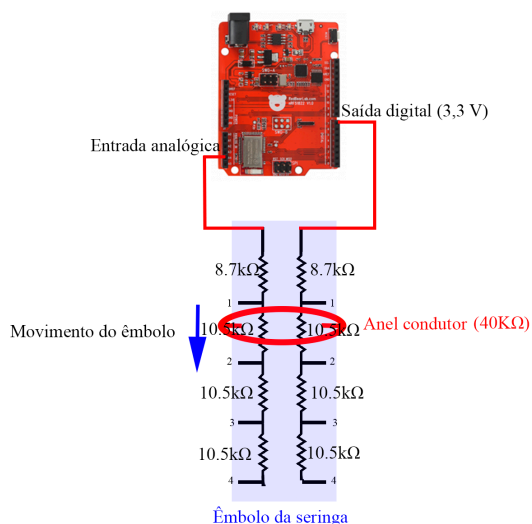 Saída digital (3,3 V)
Entrada analógica
8.7kΩ 8.7kΩ
1 1
Movimento do êmbolo
10.5kΩ 10.5kΩ
Anel condutor (40KΩ)
2 2
10.5kΩ 10.5kΩ
3 3
10.5kΩ 10.5kΩ
4 4
Êmbolo da seringa